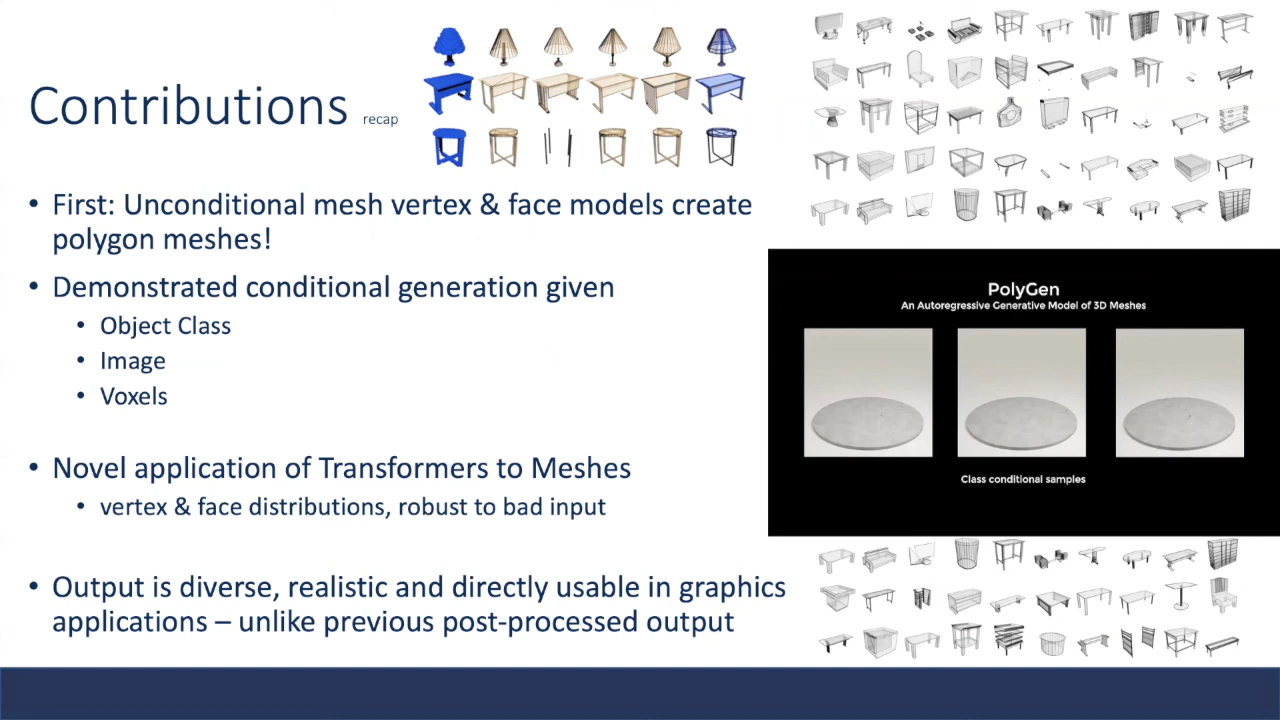 Contributions recap
• First: Unconditional mesh vertex & face models create
polygon meshes!
• Demonstrated conditional generation given
• Object Class
• Image
• Voxels
• Novel application of Transformers to Meshes
• vertex & face distributions, robust to bad input
• Output is diverse, realistic and directly usable in graphics
applications – unlike previous post-processed output
PolyGen
An Autoregressive Generative Model of 3D Meshes
Class conditional samples